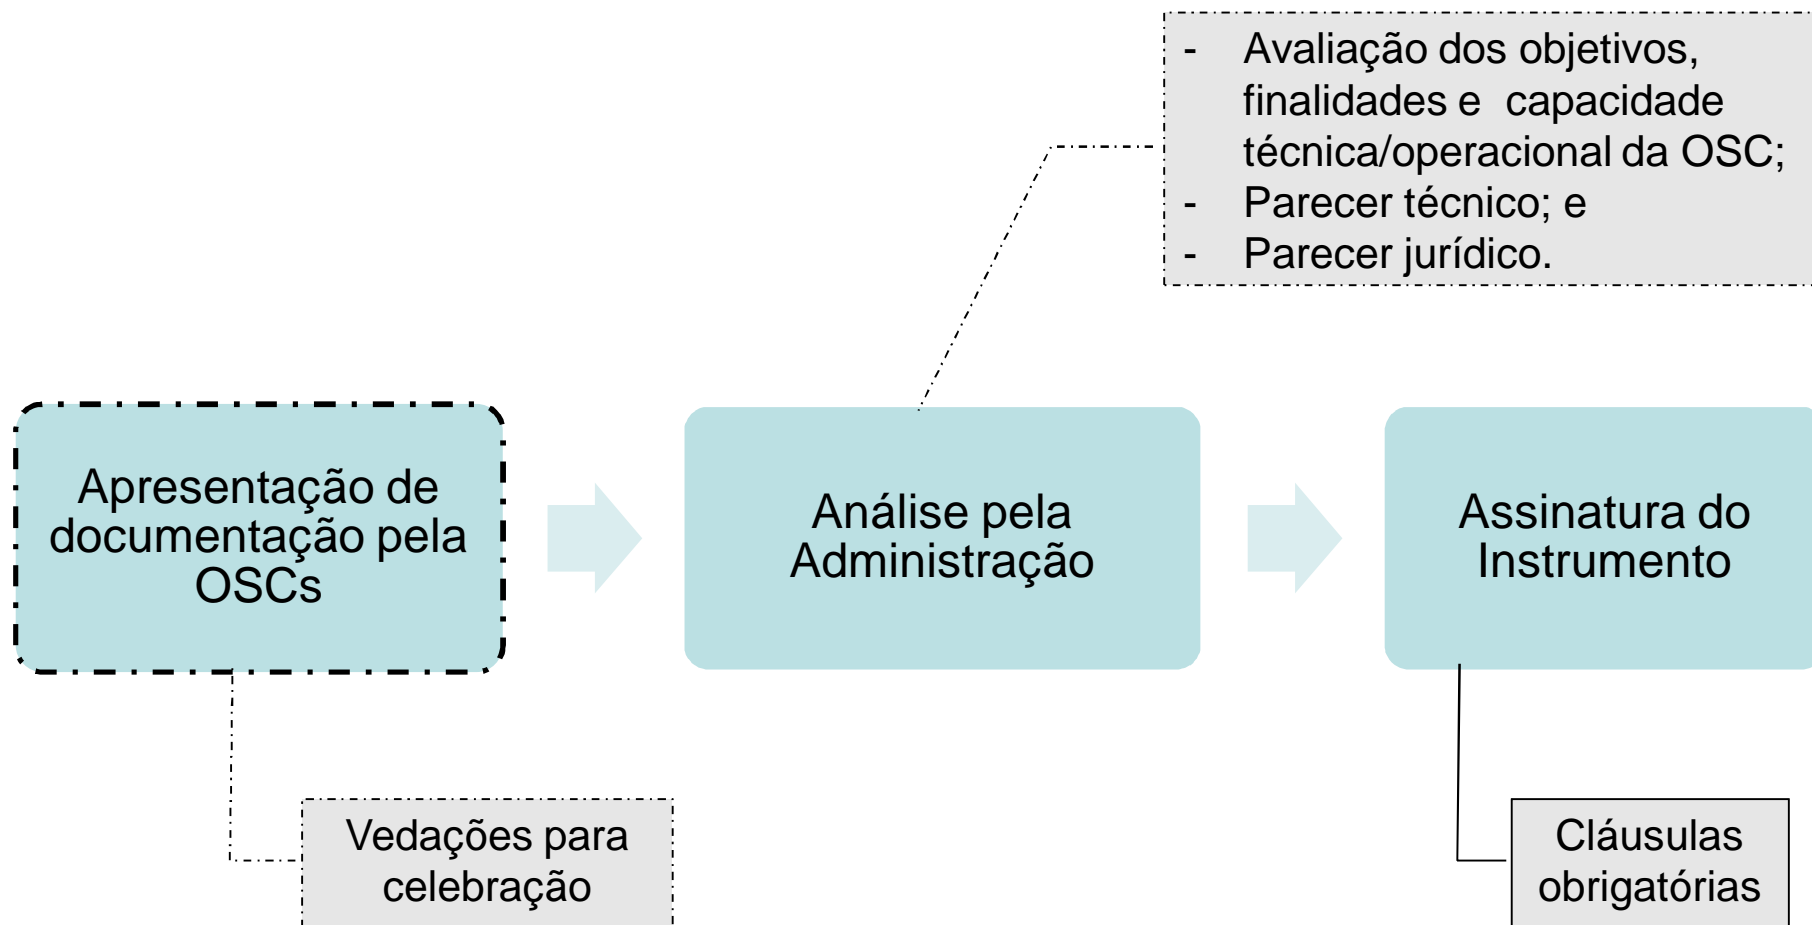 - Avaliação dos objetivos,
finalidades e capacidade
técnica/operacional da OSC;
- Parecer técnico; e
- Parecer jurídico.
Apresentação de
documentação pela
OSCs
Análise pela
Administração
Assinatura do
Instrumento
Vedações para
celebração
Cláusulas
obrigatórias